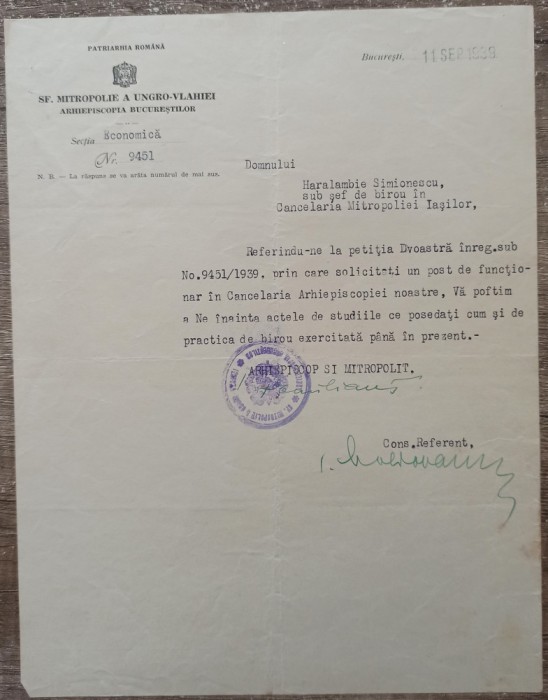 PATRIARHIA ROMÂNĂ
SF. MITROPOLIE A UNGRO-VLAHIEI
ARHIEPISCOPIA BUCUREȘTILOR
Secția Economică
Nr. 9451
N. B. — La răspuns se va arăta numărul de mai sus.
București, 11 SEP 1939
Domnului
Haralambie Simionescu,
sub șef de birou în
Cancelaria Mitropoliei Iașilor,
Referindu-ne la petiția Dvoastră înreg.sub
No.9451/1939, prin care solicitati un post de funcțio-
nar în Cancelaria Arhiepiscopiei noastre, Vă poftim
a Ne înainta actele de studiile ce posedați cum și de
practica de birou exercitată până în prezent.-
ARHIEPISCOP SI MITROPOLIT.
Cons.Referent,